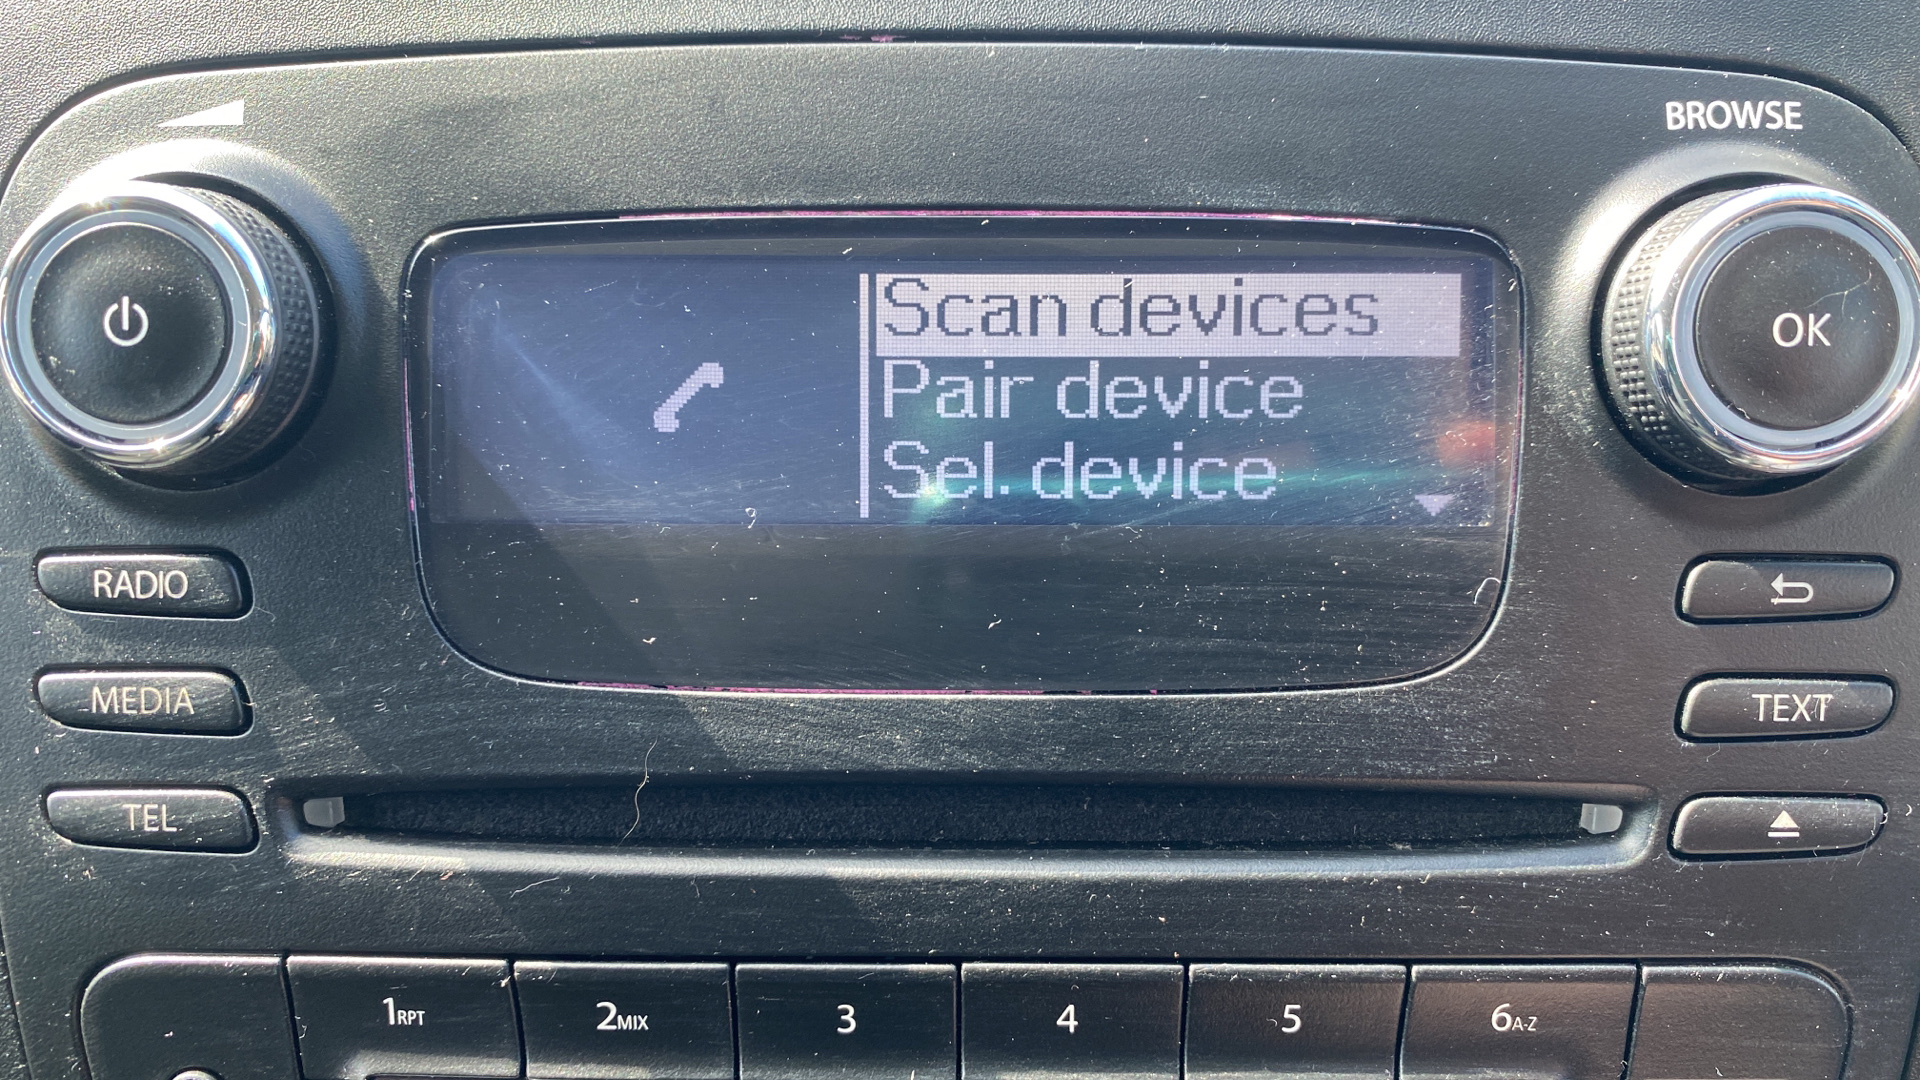 BROWSE
Scan devices
Pair device
Sel. device
OK
RADIO
MEDIA
TEXT
TEL
1RPT
2MIX
3
4
5
6A-Z